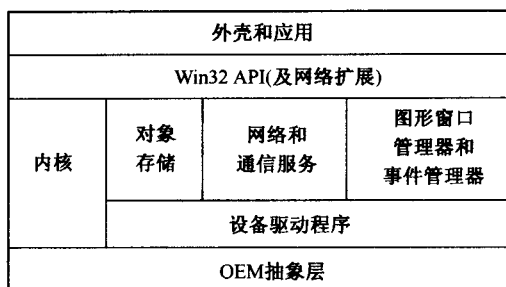 外壳和应用
Win32 API(及网络扩展)
内核
对象
存储
网络和
通信服务
图形窗口
管理器和
事件管理器
设备驱动程序
OEM抽象层